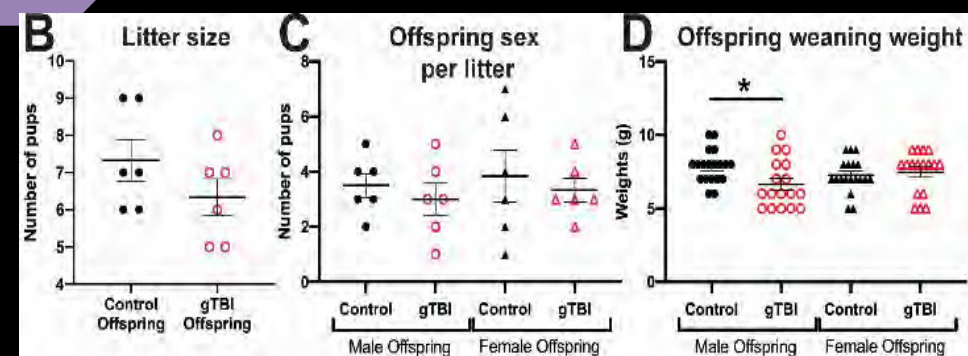 B Litter size
Number of pups
10
9
8
7
6
5
4
Control
Offspring
gTBI
Offspring
C Offspring sex
per litter
Number of pups
8
6
4
2
0
Control gTBI Control gTBI
Male Offspring Female Offspring
D Offspring weaning weight
Weights (g)
15
10
5
0
*
Control gTBI Control gTBI
Male Offspring Female Offspring